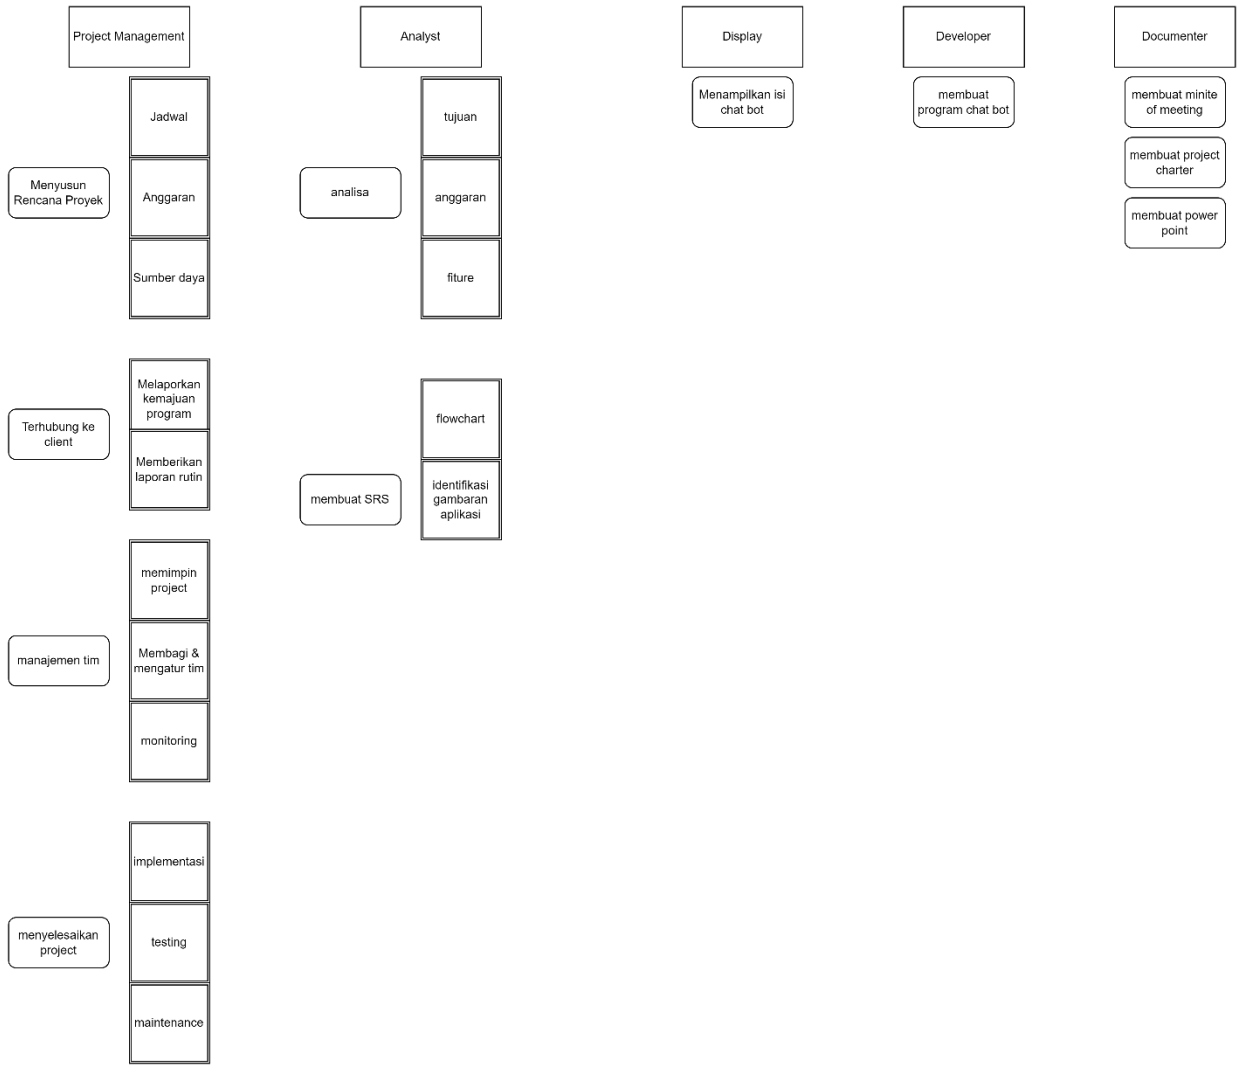 Project Management
Analyst
Display
Developer
Documenter
Jadwal
Menyusun
Rencana Proyek
Anggaran
Sumber daya
tujuan
analisa
anggaran
fiture
Menampilkan isi
chat bot
membuat
program chat bot
membuat minite
of meeting
membuat project
charter
membuat power
point
Melaporkan
kemajuan
program
Terhubung ke
client
Memberikan
laporan rutin
flowchart
membuat SRS
identifikasi
gambaran
aplikasi
memimpin
project
manajemen tim
Membagi &
mengatur tim
monitoring
implementasi
menyelesaikan
project
testing
maintenance